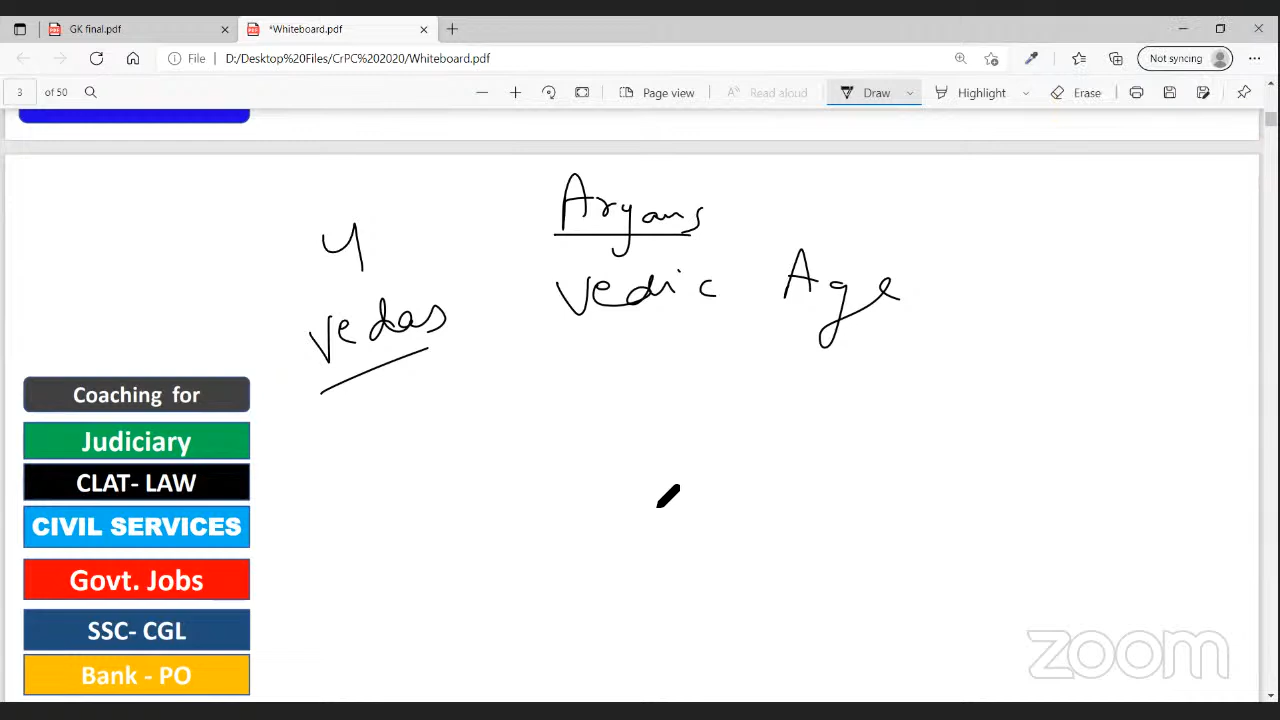 GK final.pdf
*Whiteboard.pdf
File
D:/Desktop%20Files/CrPC%202020/Whiteboard.pdf
Not syncing
3 of 50
Page view
Read aloud
Draw
Highlight
Erase
Aryans
4
Vedic Age
Vedas
Coaching for
Judiciary
CLAT- LAW
CIVIL SERVICES
Govt. Jobs
SSC- CGL
Bank - PO
zoom